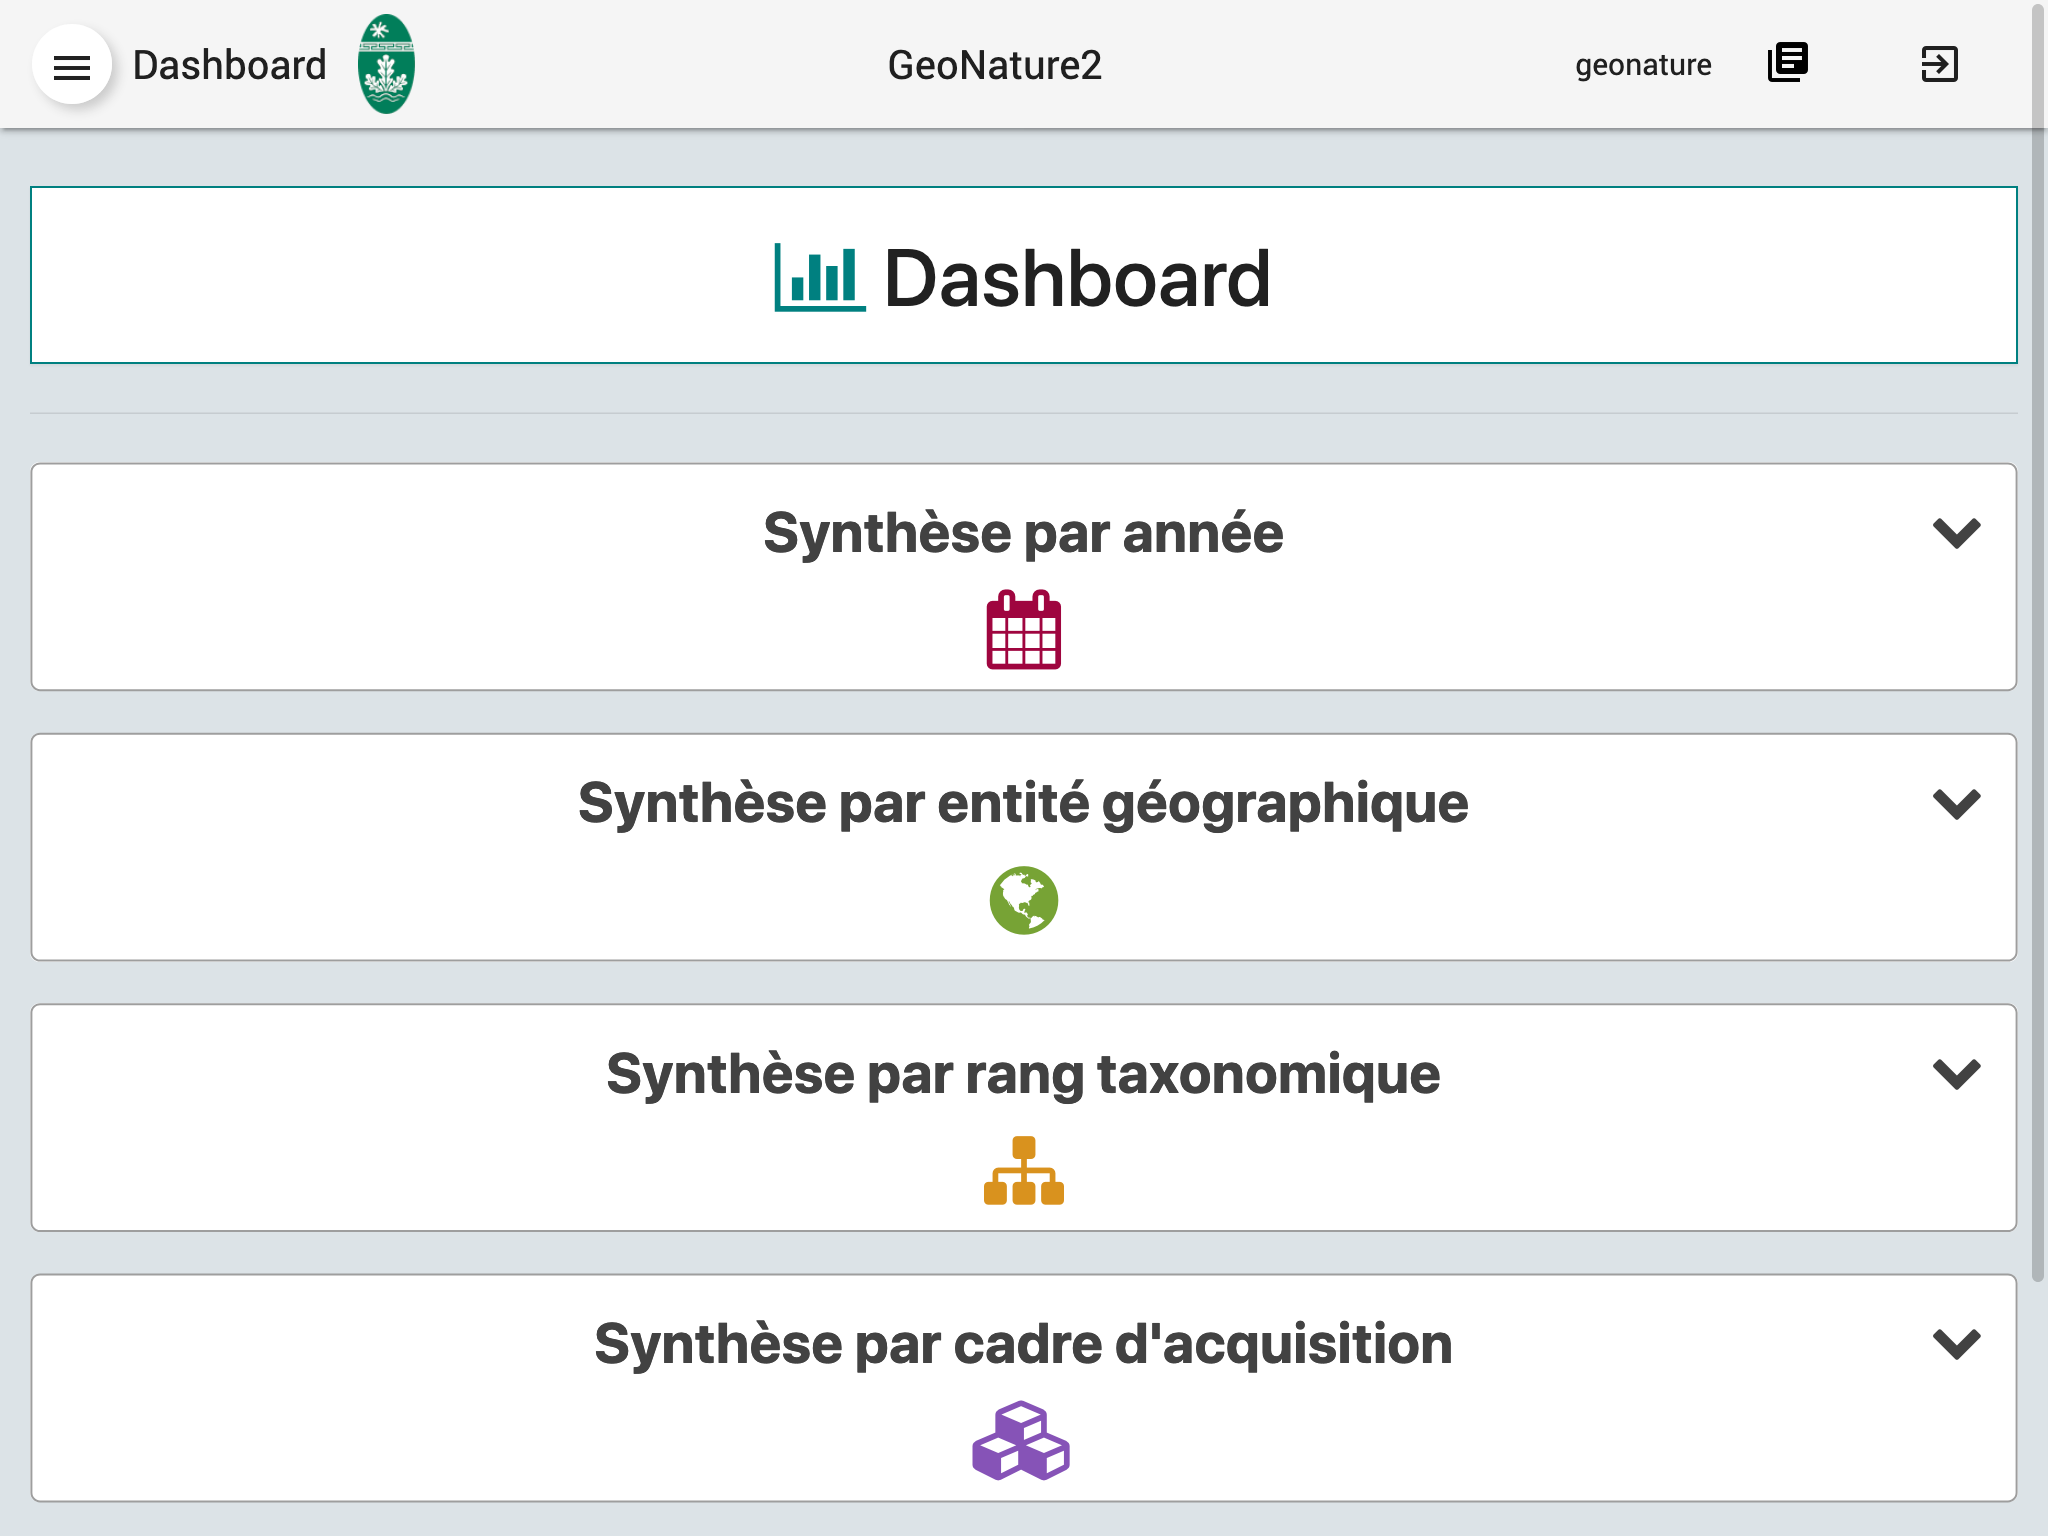 Dashboard
GeoNature2
geonature
Dashboard
Synthèse par année
Synthèse par entité géographique
Synthèse par rang taxonomique
Synthèse par cadre d'acquisition